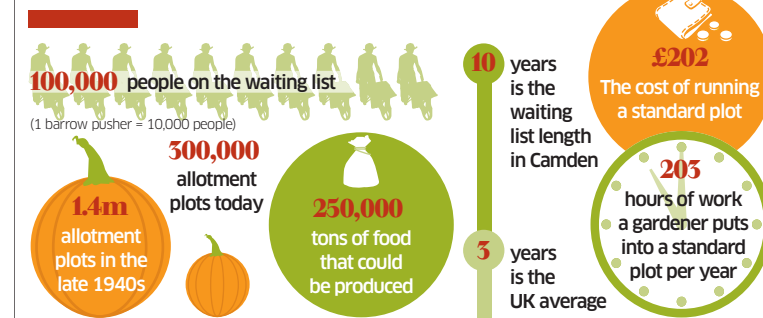 100,000 people on the waiting list
(1 barrow pusher = 10,000 people)
1.4m
allotment
plots in the
late 1940s
300,000
allotment
plots today
250,000
tons of food
that could
be produced
10 years
is the
waiting
list length
in Camden
3 years
is the
UK average
£202
The cost of running
a standard plot
203
hours of work
a gardener puts
into a standard
plot per year